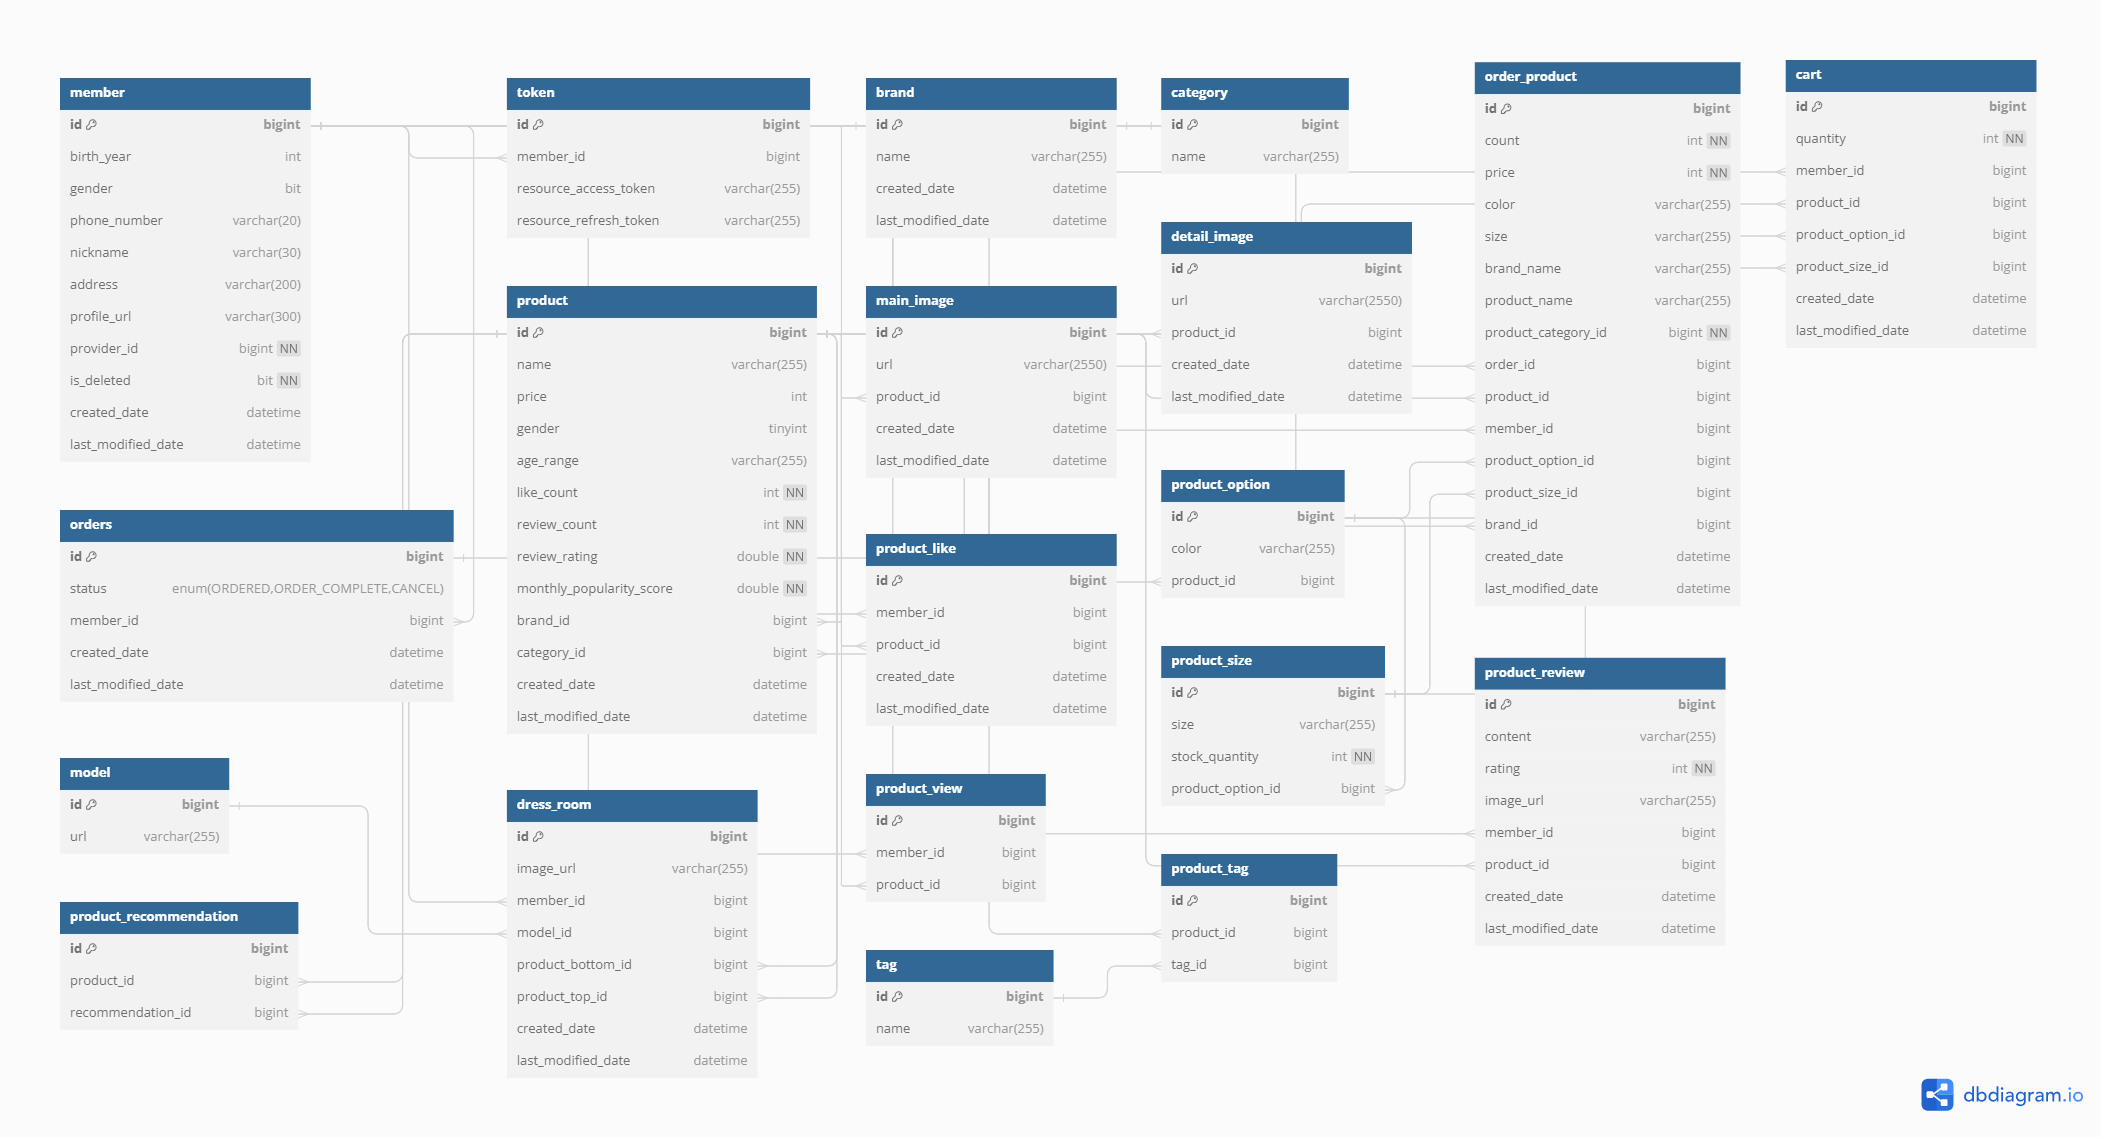 member
id bigint
birth_year int
gender bit
phone_number varchar(20)
nickname varchar(30)
address varchar(200)
profile_url varchar(300)
provider_id bigint NN
is_deleted bit NN
created_date datetime
last_modified_date datetime
orders
id bigint
status enum(ORDERED,ORDER_COMPLETE,CANCEL)
member_id bigint
created_date datetime
last_modified_date datetime
model
id bigint
url varchar(255)
product_recommendation
id bigint
product_id bigint
recommendation_id bigint
token
id bigint
member_id bigint
resource_access_token varchar(255)
resource_refresh_token varchar(255)
product
id bigint
name varchar(255)
price int
gender tinyint
age_range varchar(255)
like_count int NN
review_count int NN
review_rating double NN
monthly_popularity_score double NN
brand_id bigint
category_id bigint
created_date datetime
last_modified_date datetime
dress_room
id bigint
image_url varchar(255)
member_id bigint
model_id bigint
product_bottom_id bigint
product_top_id bigint
created_date datetime
last_modified_date datetime
brand
id bigint
name varchar(255)
created_date datetime
last_modified_date datetime
main_image
id bigint
url varchar(2550)
product_id bigint
created_date datetime
last_modified_date datetime
product_like
id bigint
member_id bigint
product_id bigint
created_date datetime
last_modified_date datetime
product_view
id bigint
member_id bigint
product_id bigint
tag
id bigint
name varchar(255)
category
id bigint
name varchar(255)
detail_image
id bigint
url varchar(2550)
product_id bigint
created_date datetime
last_modified_date datetime
product_option
id bigint
color varchar(255)
product_id bigint
product_size
id bigint
size varchar(255)
stock_quantity int NN
product_option_id bigint
product_tag
id bigint
product_id bigint
tag_id bigint
order_product
id bigint
count int NN
price int NN
color varchar(255)
size varchar(255)
brand_name varchar(255)
product_name varchar(255)
product_category_id bigint NN
order_id bigint
product_id bigint
member_id bigint
product_option_id bigint
product_size_id bigint
brand_id bigint
created_date datetime
last_modified_date datetime
product_review
id bigint
content varchar(255)
rating int NN
image_url varchar(255)
member_id bigint
product_id bigint
created_date datetime
last_modified_date datetime
cart
id bigint
quantity int NN
member_id bigint
product_id bigint
product_option_id bigint
product_size_id bigint
created_date datetime
last_modified_date datetime
dbdiagram.io